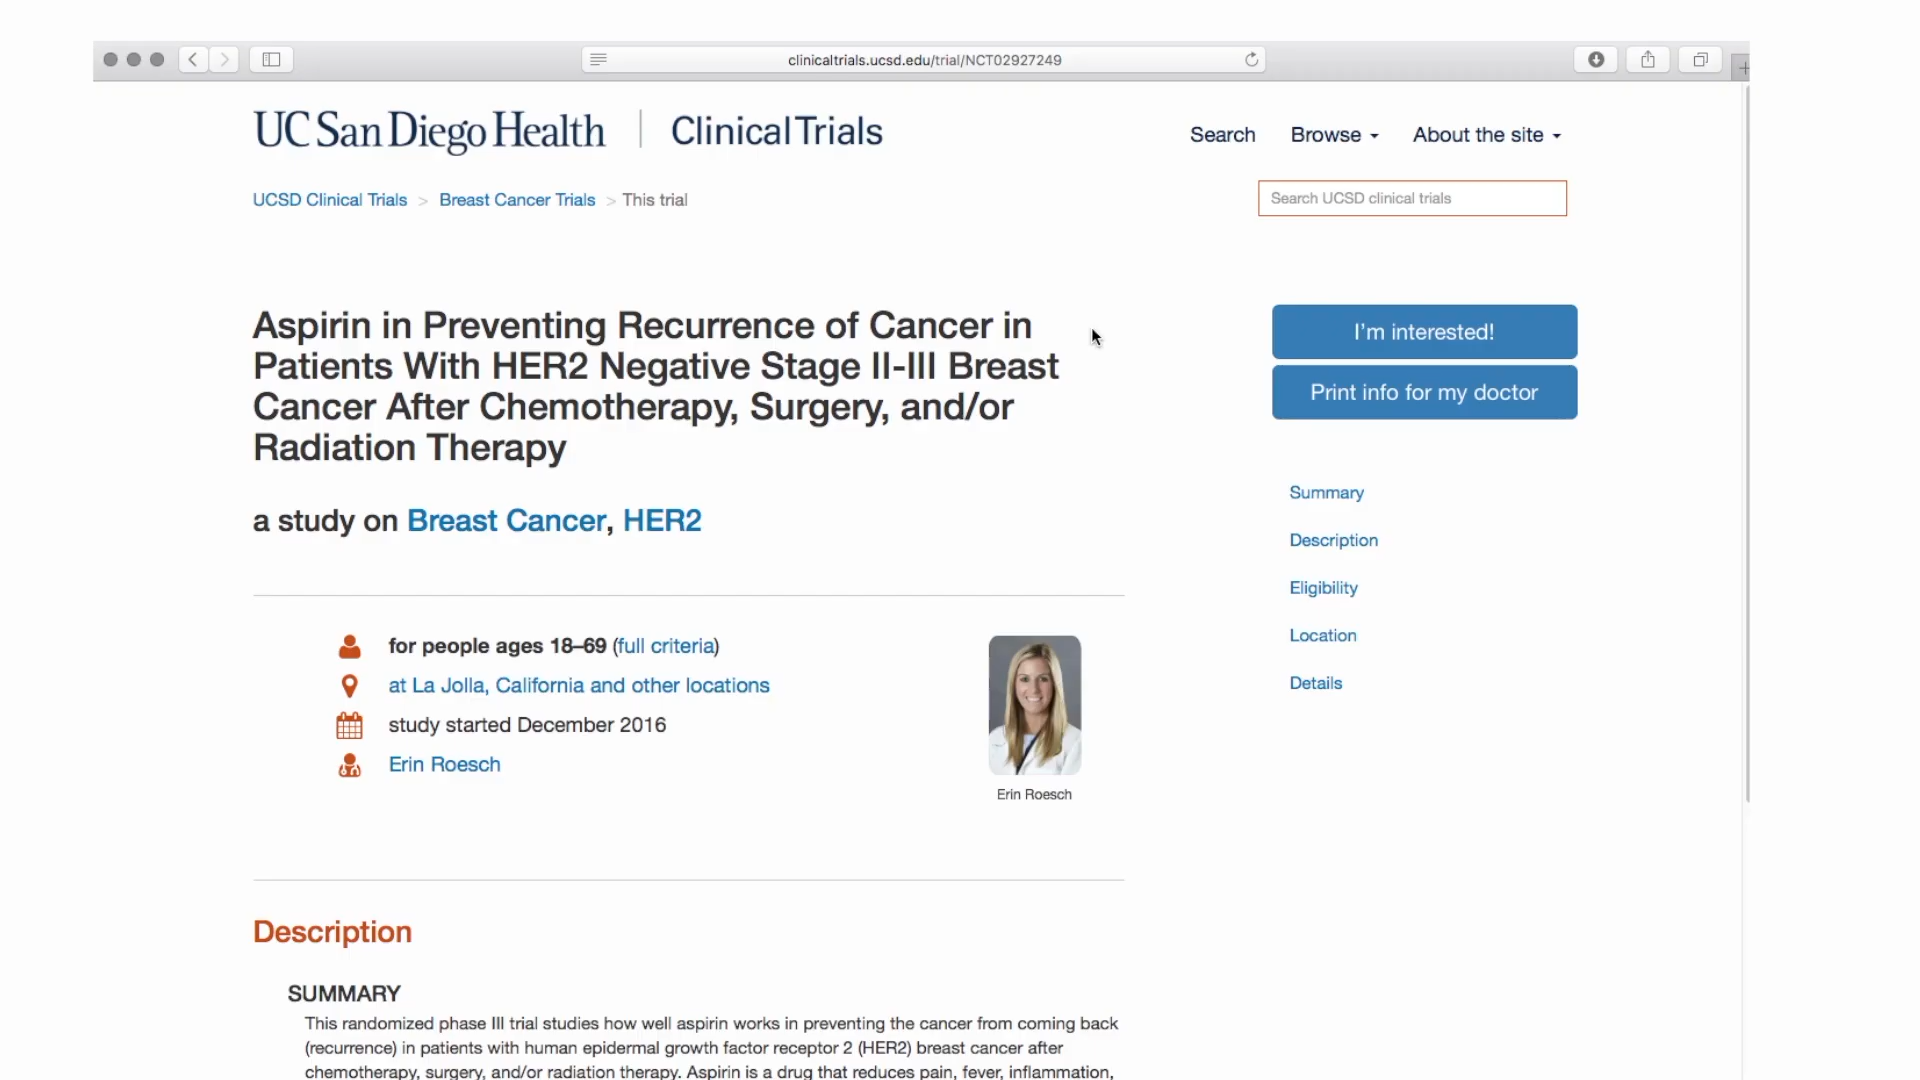 clinicaltrials.ucsd.edu/trial/NCT02927249
UC San Diego Health | Clinical Trials
Search Browse About the site
UCSD Clinical Trials > Breast Cancer Trials > This trial
Search UCSD clinical trials
Aspirin in Preventing Recurrence of Cancer in
Patients With HER2 Negative Stage II-III Breast
Cancer After Chemotherapy, Surgery, and/or
Radiation Therapy
I'm interested!
Print info for my doctor
a study on Breast Cancer, HER2
Summary
Description
Eligibility
Location
Details
for people ages 18–69 (full criteria)
at La Jolla, California and other locations
study started December 2016
Erin Roesch
Erin Roesch
Description
SUMMARY
This randomized phase III trial studies how well aspirin works in preventing the cancer from coming back
(recurrence) in patients with human epidermal growth factor receptor 2 (HER2) breast cancer after
chemotherapy, surgery, and/or radiation therapy. Aspirin is a drug that reduces pain, fever, inflammation,